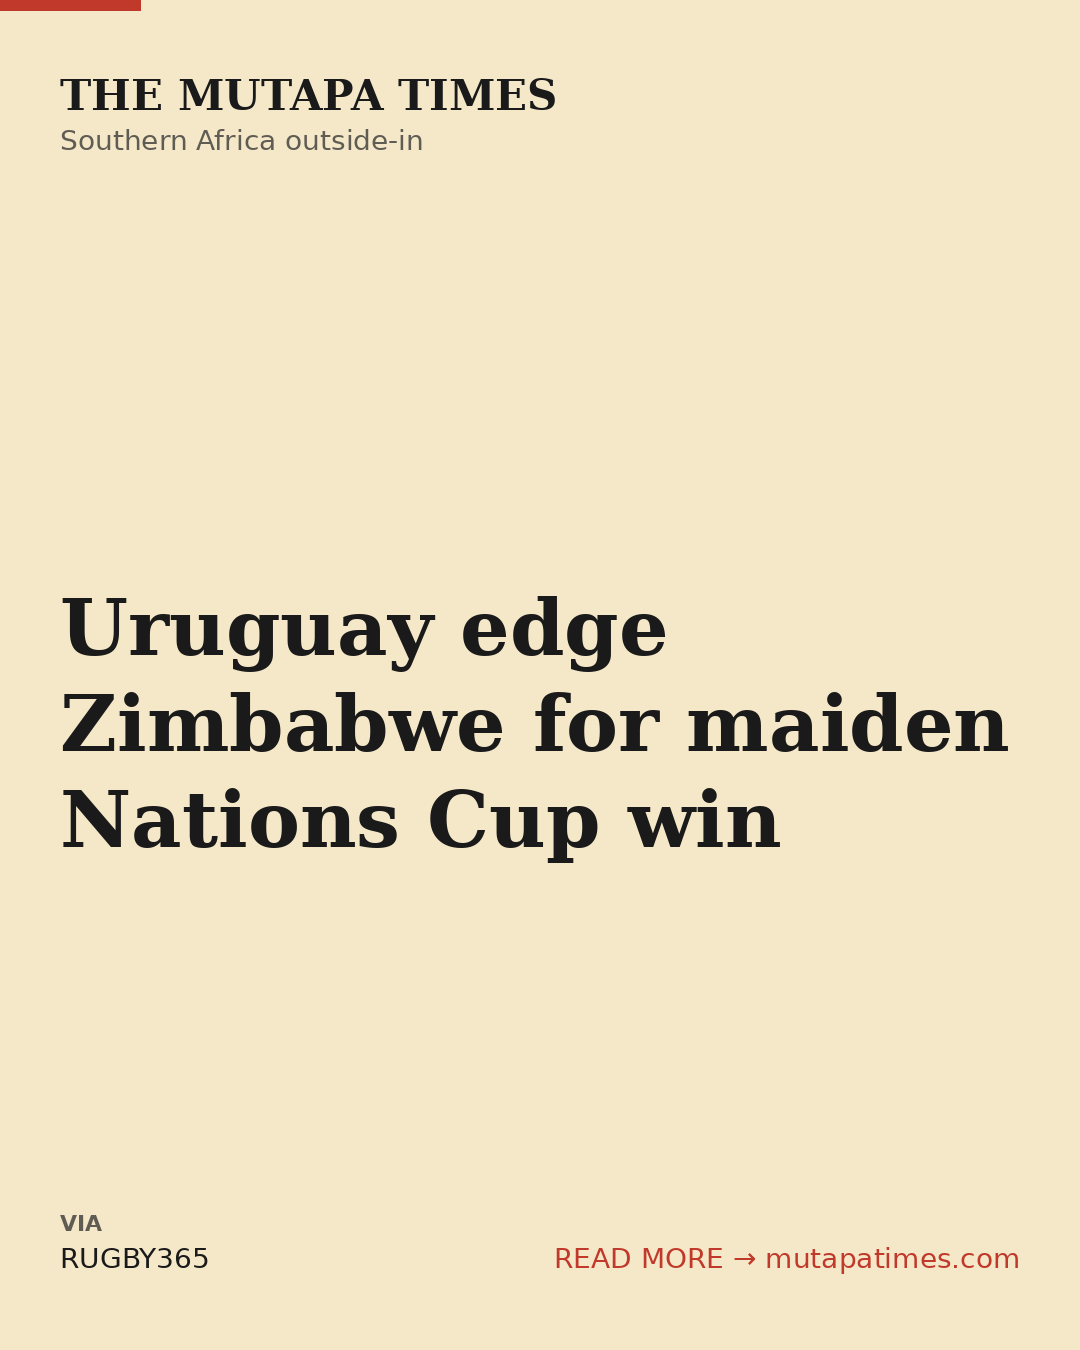 THE MUTAPA TIMES
Southern Africa outside-in
Uruguay edge
Zimbabwe for maiden
Nations Cup win
VIA
RUGBY365
READ MORE → mutapatimes.com